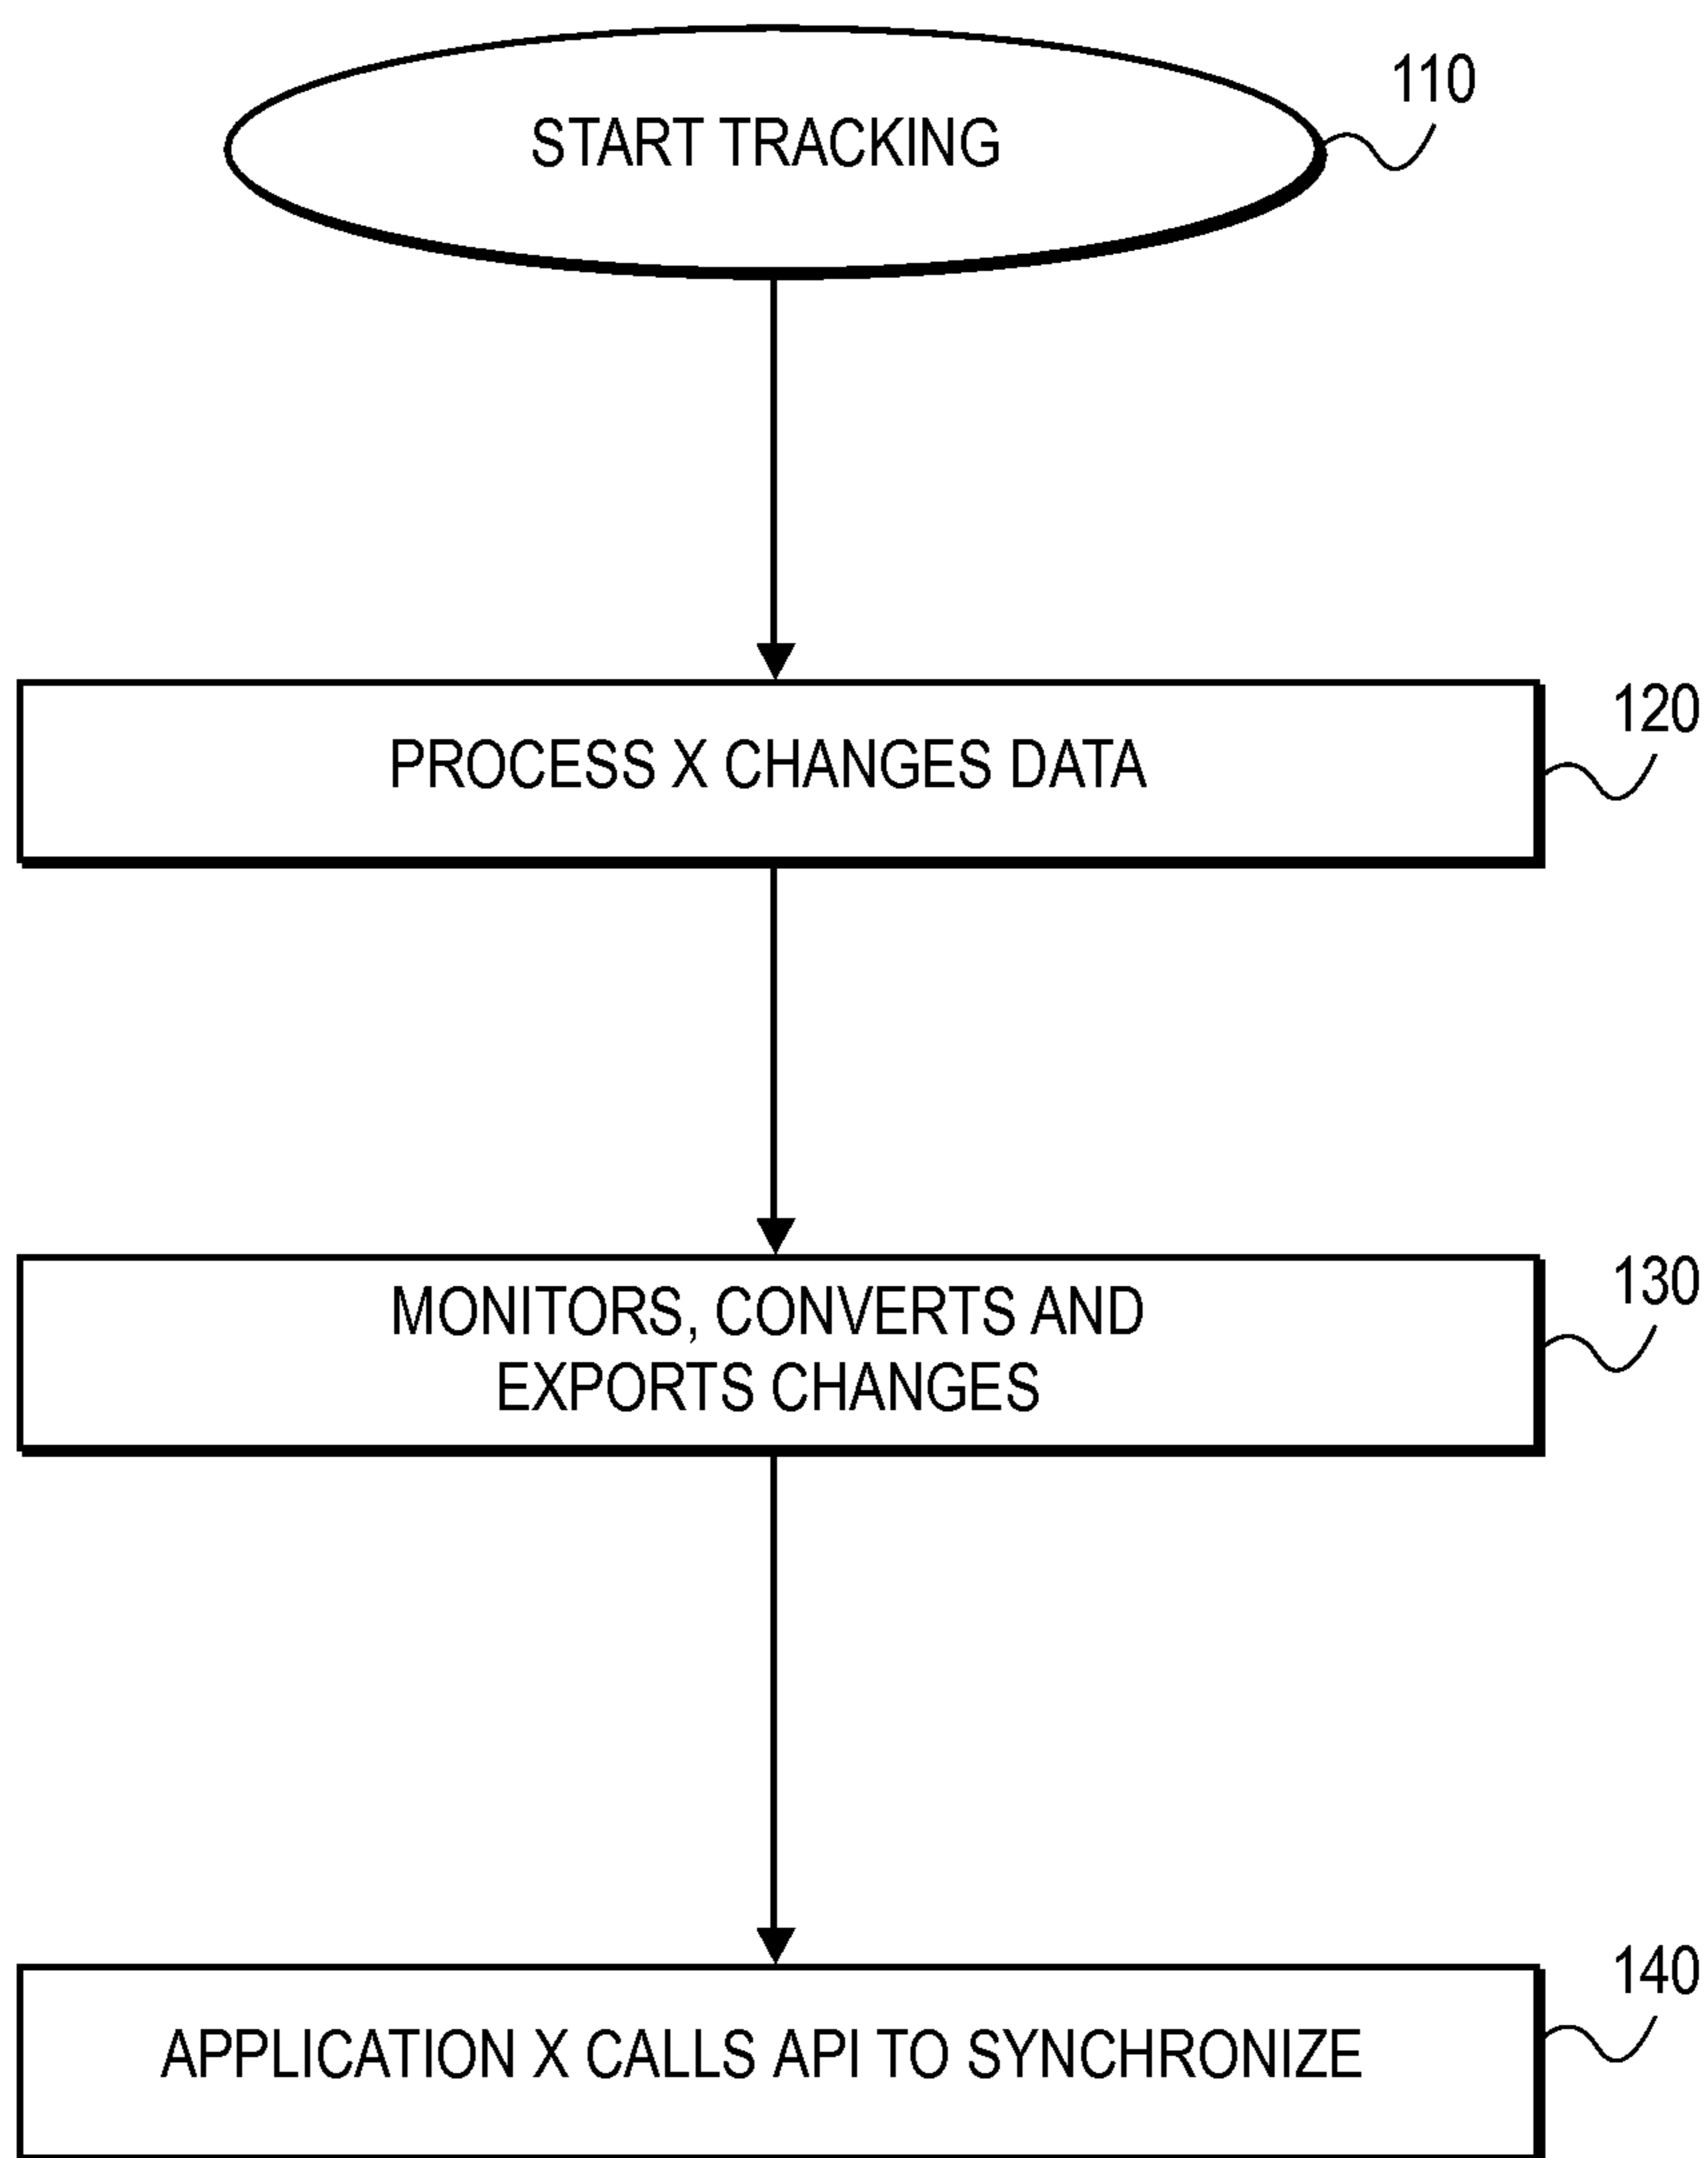 START TRACKING
110
PROCESS X CHANGES DATA
120
MONITORS, CONVERTS AND
EXPORTS CHANGES
130
APPLICATION X CALLS API TO SYNCHRONIZE
140